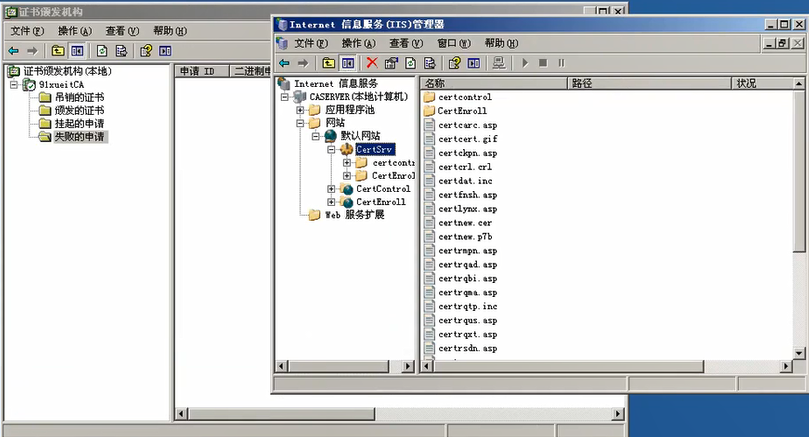 证书颁发机构
文件(F) 操作(A) 查看(V) 帮助(H)
证书颁发机构(本地)
91xueitCA
吊销的证书
颁发的证书
挂起的申请
失败的申请
申请 ID 二进制申
Internet 信息服务(IIS)管理器
文件(F) 操作(A) 查看(V) 窗口(W) 帮助(H)
Internet 信息服务
CASERVER(本地计算机)
应用程序池
网站
默认网站
CertSrv
certcontr
CertEnrol
CertControl
CertEnroll
Web 服务扩展
名称 路径 状况
certcontrol
CertEnroll
certcarc.asp
certcert.gif
certckpn.asp
certcrl.crl
certdat.inc
certfnsh.asp
certlynx.asp
certnew.cer
certnew.p7b
certrmpn.asp
certrqad.asp
certrqbi.asp
certrqma.asp
certrqtp.inc
certrqus.asp
certrqxt.asp
certrsdn.asp